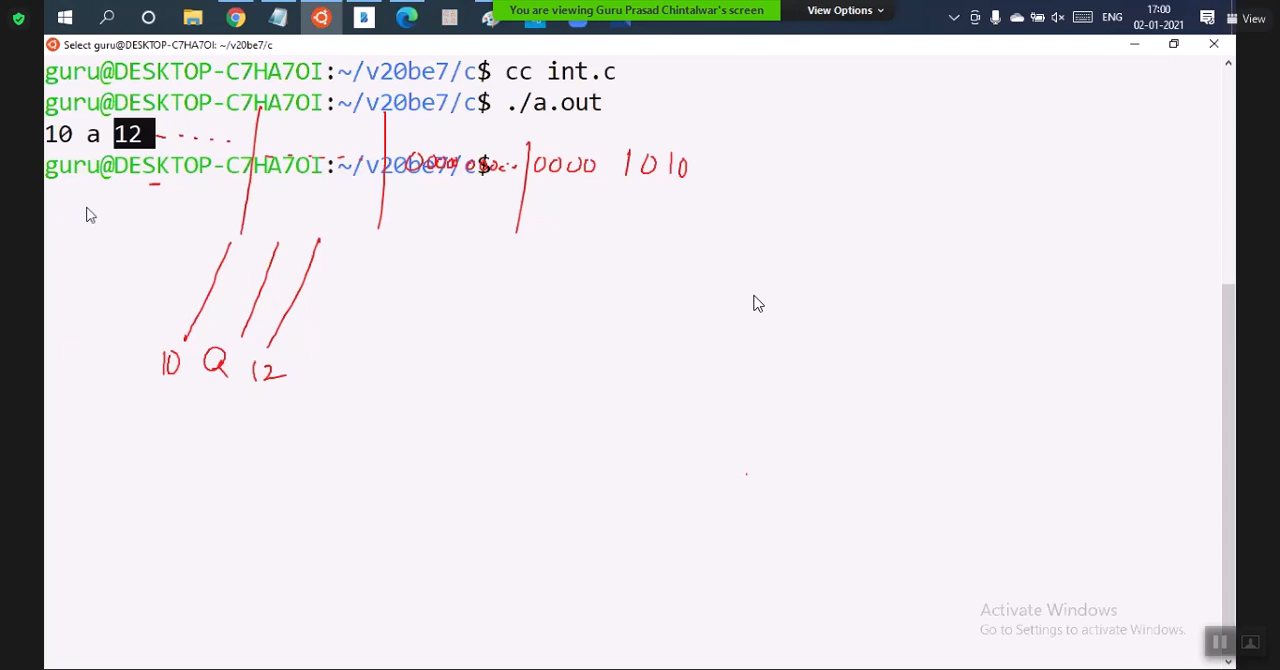 You are viewing Guru Prasad Chintalwar's screen
View Options
ENG
17:00
02-01-2021
View
Select guru@DESKTOP-C7HA7OI: ~/v20be7/c
guru@DESKTOP-C7HA7OI:~/v20be7/c$ cc int.c
guru@DESKTOP-C7HA7OI:~/v20be7/c$ ./a.out
10 a 12
guru@DESKTOP-C7HA7OI:~/v20be7/c$
0000 1010
10 a 12
Activate Windows
Go to Settings to activate Windows.